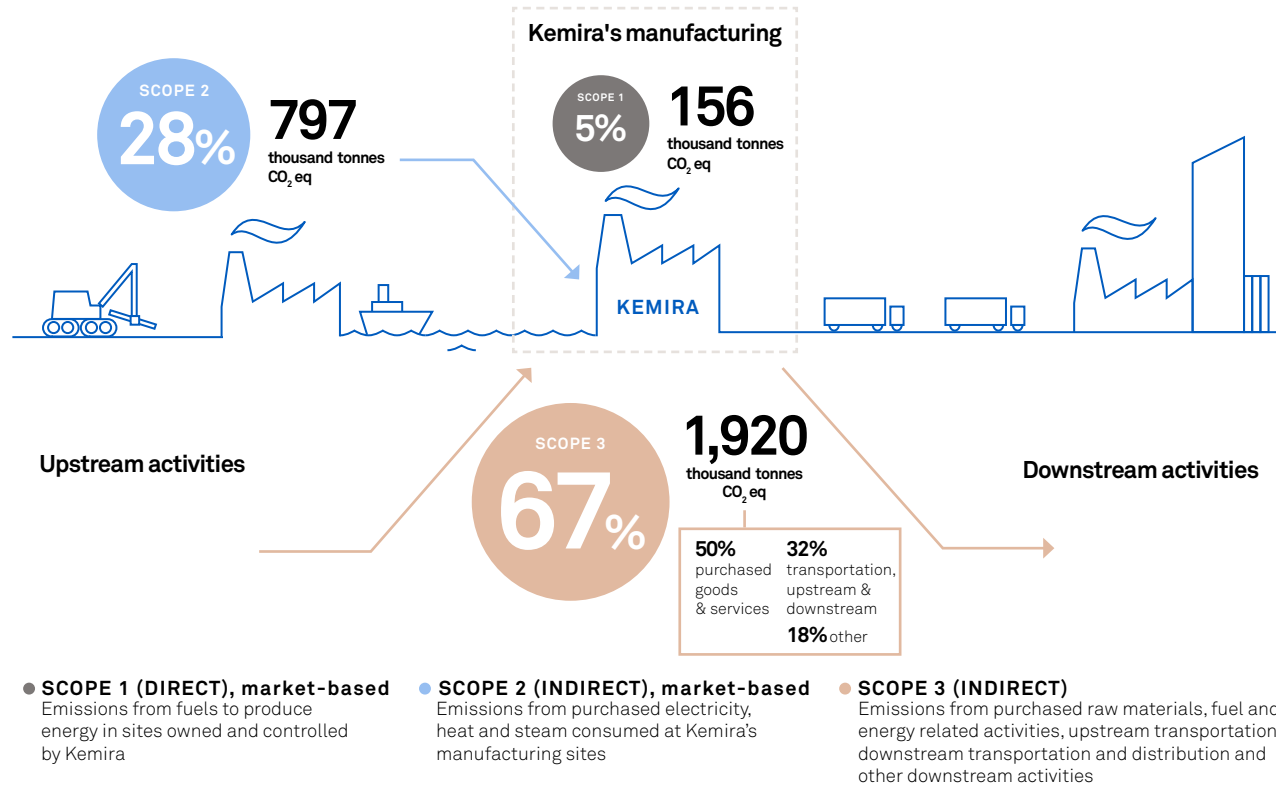 Kemira's manufacturing
SCOPE 2
28%
797
thousand tonnes
CO₂ eq
SCOPE 1
5%
156
thousand tonnes
CO₂ eq
KEMIRA
Upstream activities
SCOPE 3
67%
1,920
thousand tonnes
CO₂ eq
50%
purchased
goods
& services
32%
transportation,
upstream &
downstream
18% other
Downstream activities
SCOPE 1 (DIRECT), market-based
Emissions from fuels to produce
energy in sites owned and controlled
by Kemira
SCOPE 2 (INDIRECT), market-based
Emissions from purchased electricity,
heat and steam consumed at Kemira’s
manufacturing sites
SCOPE 3 (INDIRECT)
Emissions from purchased raw materials, fuel and
energy related activities, upstream transportation
downstream transportation and distribution and
other downstream activities